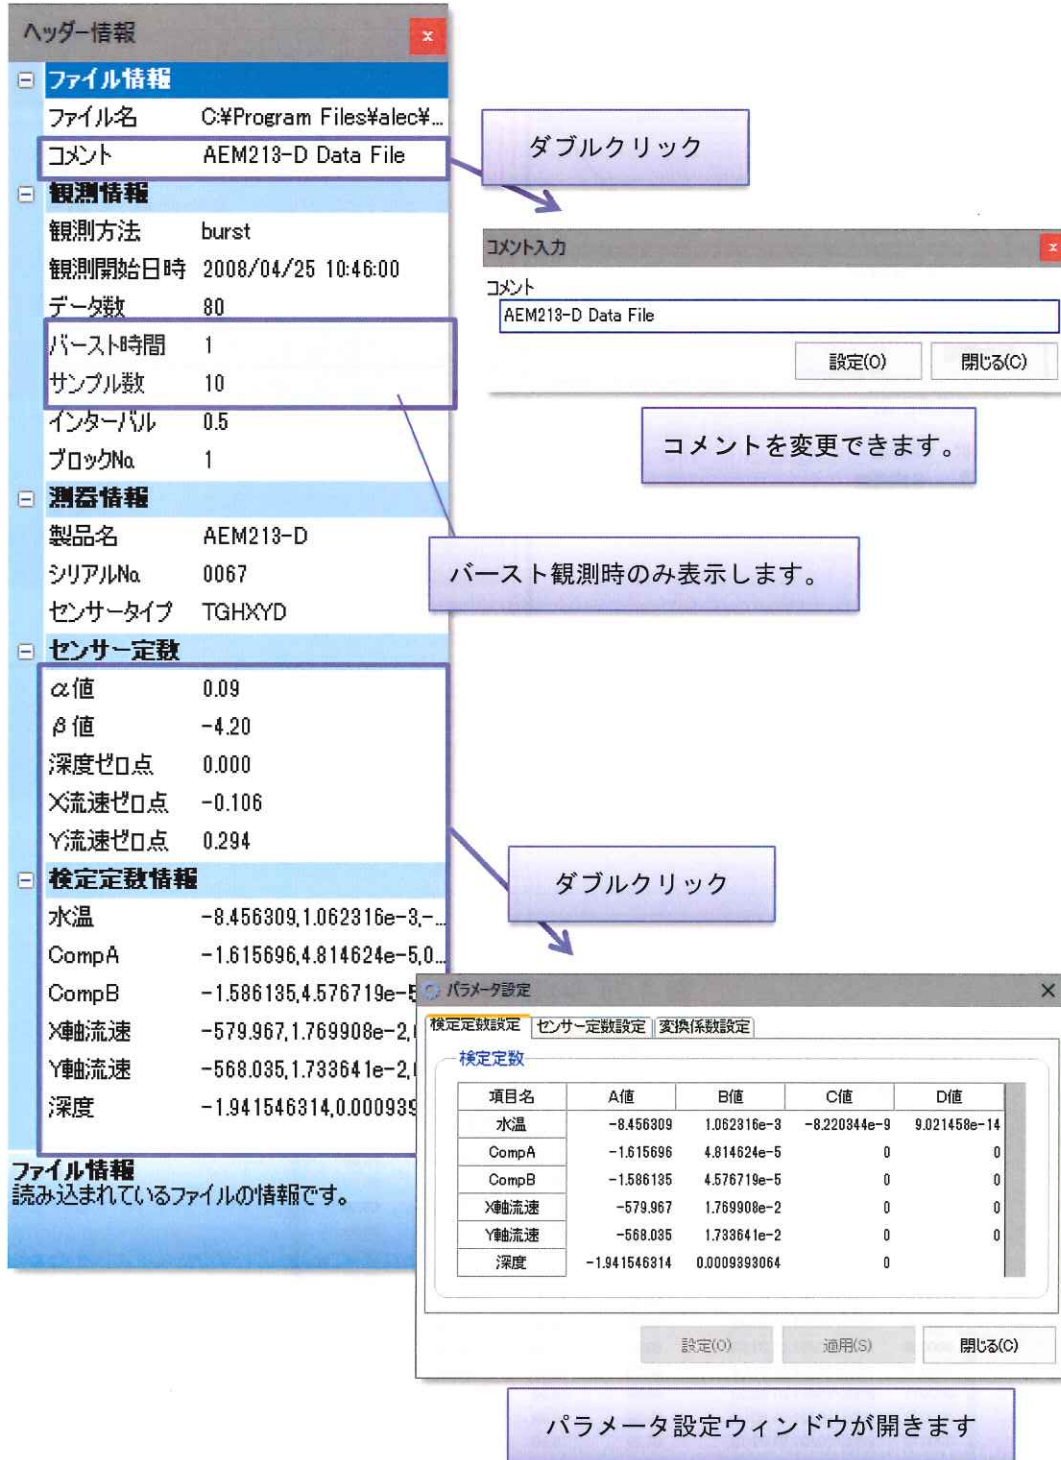 ヘッダー情報
ファイル情報
ファイル名 C:¥Program Files¥alec¥...
コメント AEM213-D Data File
観測情報
観測方法 burst
観測開始日時 2008/04/25 10:46:00
データ数 80
バースト時間 1
サンプル数 10
インターバル 0.5
ブロックNo. 1
測器情報
製品名 AEM213-D
シリアルNo. 0067
センサータイプ TGHXYD
センサー定数
α値 0.09
β値 -4.20
深度ゼロ点 0.000
X流速ゼロ点 -0.106
Y流速ゼロ点 0.294
検定定数情報
水温 -8.456309,1.062316e-3,-...
CompA -1.615696,4.814624e-5,0...
CompB -1.586135,4.576719e-5
X軸流速 -579.967,1.769908e-2,
Y軸流速 -568.035,1.733641e-2,
深度 -1.941546314,0.000939
ファイル情報
読み込まれているファイルの情報です。
ダブルクリック
コメント入力
コメント
AEM213-D Data File
設定(O) 閉じる(C)
コメントを変更できます。
バースト観測時のみ表示します。
ダブルクリック
パラメータ設定
検定定数設定 センサー定数設定 変換係数設定
検定定数
項目名 A値 B値 C値 D値
水温 -8.456309 1.062316e-3 -8.220344e-9 9.021458e-14
CompA -1.615696 4.814624e-5 0 0
CompB -1.586135 4.576719e-5 0 0
X軸流速 -579.967 1.769908e-2 0 0
Y軸流速 -568.035 1.733641e-2 0 0
深度 -1.941546314 0.0009393064 0
設定(O) 適用(S) 閉じる(C)
パラメータ設定ウィンドウが開きます